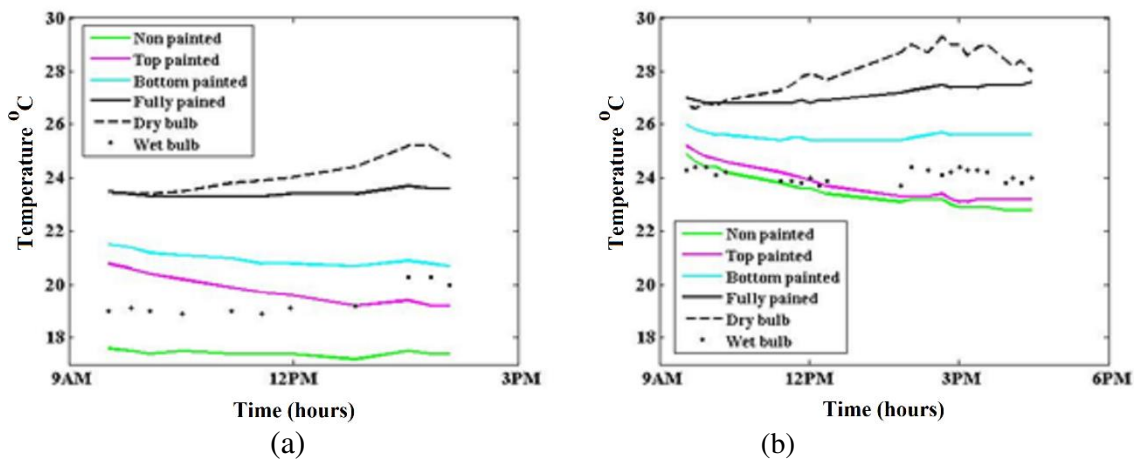 30
28
26
24
22
20
18
Temperature °C
Non painted
Top painted
Bottom painted
Fully pained
Dry bulb
Wet bulb
9AM
12PM
3PM
Time (hours)
(a)
30
28
26
24
22
20
18
Temperature °C
Non painted
Top painted
Bottom painted
Fully pained
Dry bulb
Wet bulb
9AM
12PM
3PM
6PM
Time (hours)
(b)